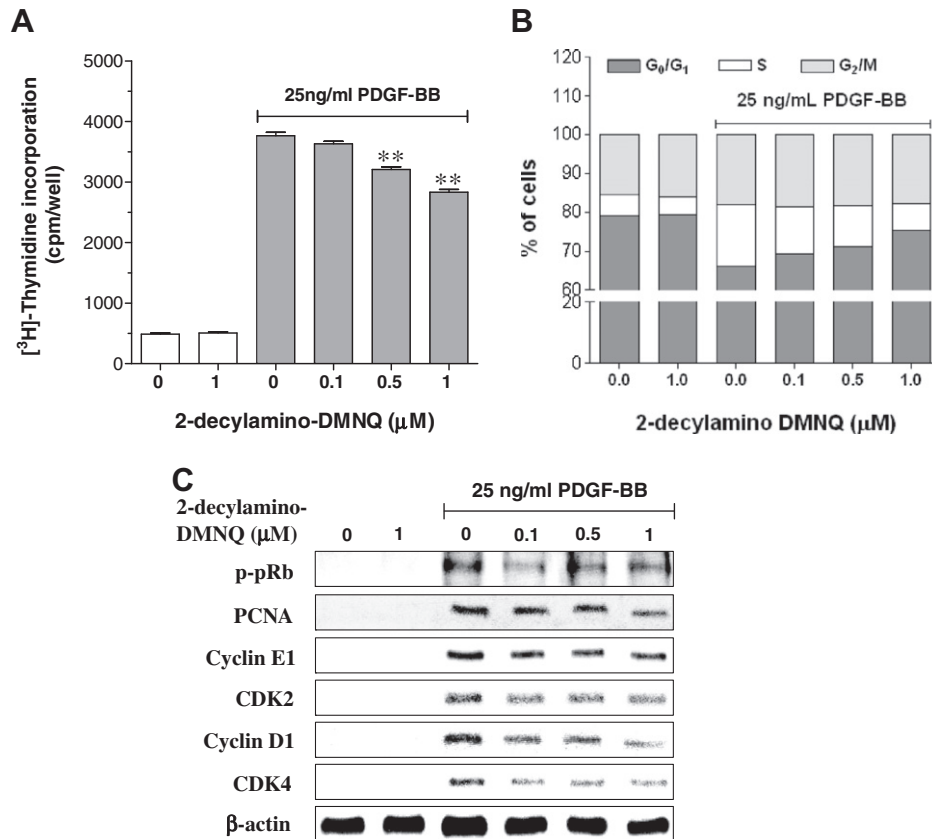 A
5000
4000
3000
2000
1000
0
[³H]-Thymidine incorporation
(cpm/well)
25ng/ml PDGF-BB
**
**
0 1 0 0.1 0.5 1
2-decylamino-DMNQ (μM)
B
120
110
100
90
80
70
60
20
0
% of cells
G₀/G₁ S G₂/M
25 ng/mL PDGF-BB
0.0 1.0 0.0 0.1 0.5 1.0
2-decylamino DMNQ (μM)
C
25 ng/ml PDGF-BB
2-decylamino-
DMNQ (μM) 0 1 0 0.1 0.5 1
p-pRb
PCNA
Cyclin E1
CDK2
Cyclin D1
CDK4
β-actin